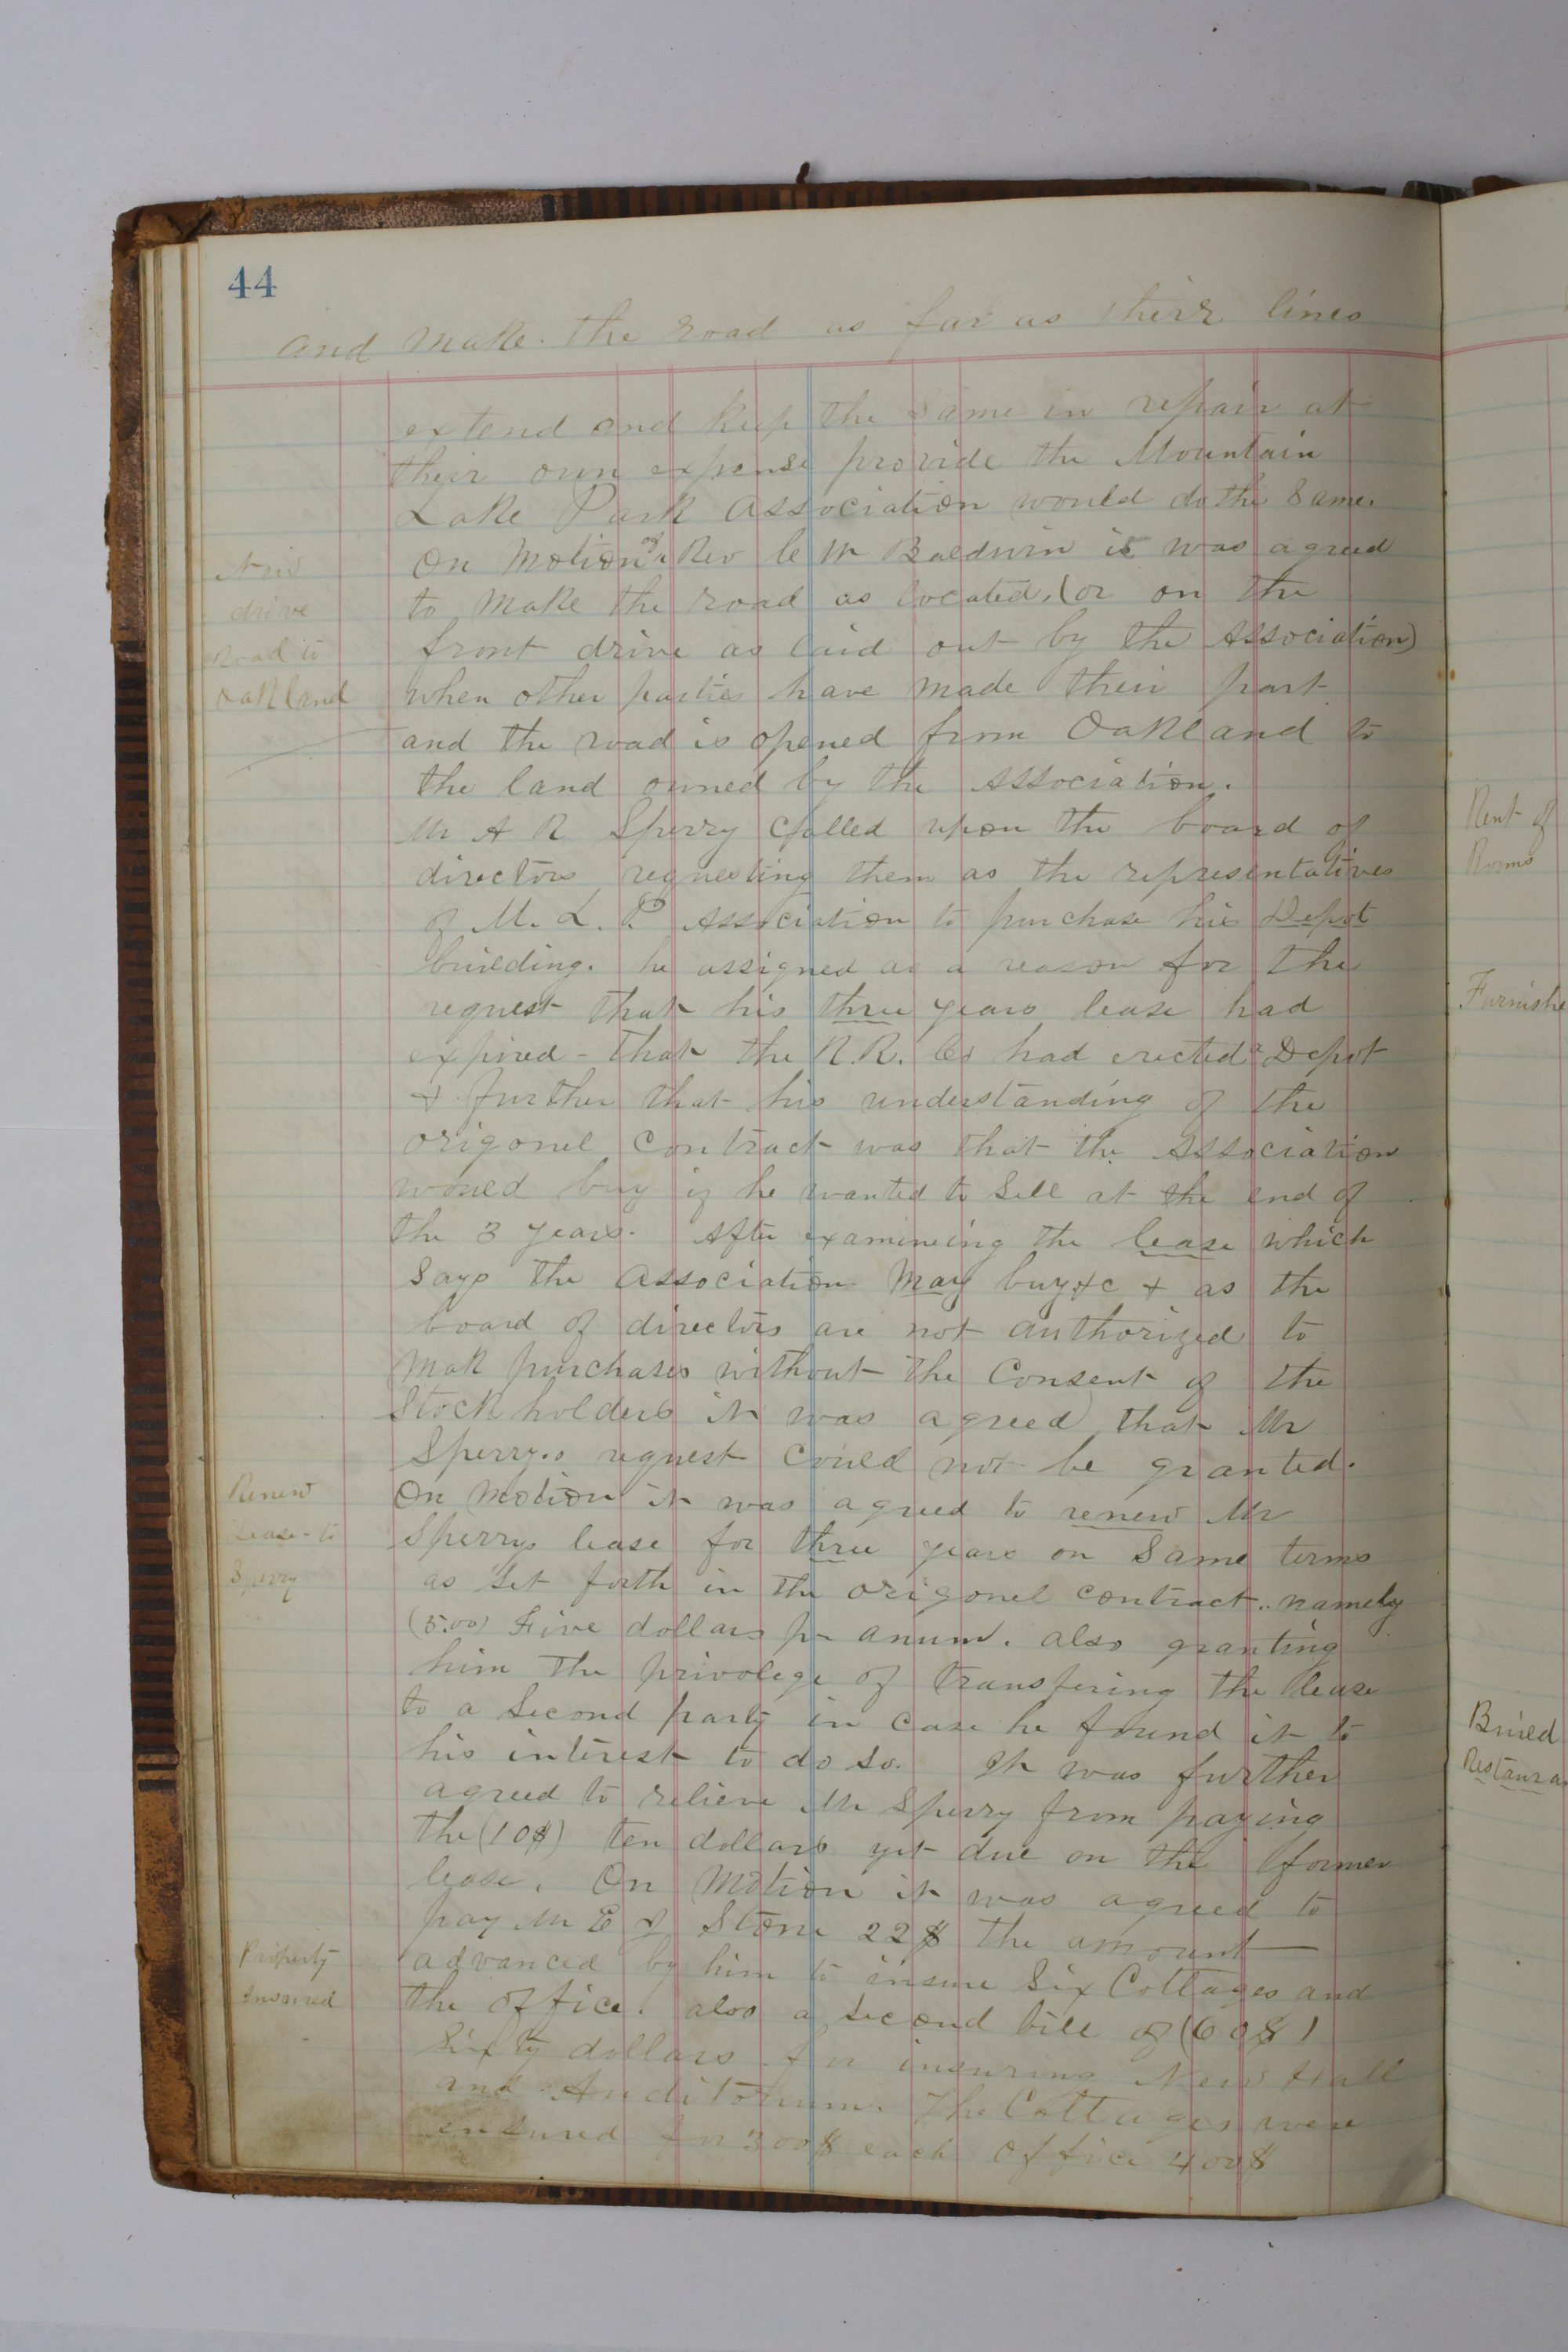 44
and make the road as far as their lines
extend and keep the same in repair at
their own expense provide the Mountain
Lake Park Association would do the same.
On motion of Rev C W Baldwin it was agreed
to make the road as located, (or on the
front drive as laid out by the Association)
when other parties have made their part
and the road is opened from Oakland to
the land owned by the Association.
New
drive
Road to
Oakland
Mr A R Sperry called upon the board of
directors requesting them as the representatives
of M. L. P. Association to purchase his Depot
building. he assigned as a reason for the
request that his three years lease had
expired - that the R.R. Co had erected a Depot
& further that his understanding of the
origonel contract was that the Association
would buy if he wanted to sell at the end of
the 3 years. After examineing the lease which
says the Association may buy &c & as the
board of directors are not authorized to
mak purchases without the Consent of the
Stockholders it was agreed that Mr
Sperry.s request could not be granted.
On motion it was agreed to renew Mr
Sperrys lease for three years on same terms
as set forth in the origonel contract.. namely
(5.00) Five dollars pr anum. also granting
him the privolege of transfering the lease
to a second party in case he found it to
his interest to do so. It was further
agreed to relieve Mr Sperry from paying
the (10$) ten dollars yet due on the former
lease. On motion it was agreed to
Renew
Lease - to
Sperry
pay Mr E Stone 22$ the amount
advanced by him to insure Six Cottages and
the office. also a second bill of (60$)
Sixty dollars for insuring New Hall
and Auditorium. The Cottages were
ensured for 300$ each Office 400$
Property
Insured
Rent of
Rooms
Furnishe
Build
Restaura